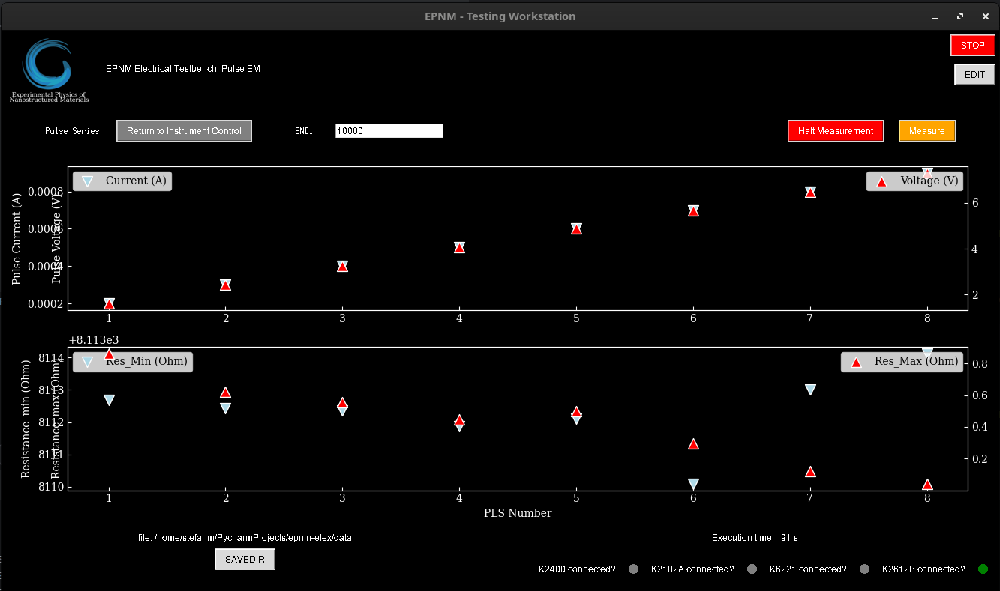 EPNM - Testing Workstation
STOP
EPNM Electrical Testbench: Pulse EM
EDIT
Experimental Physics of
Nanostructured Materials
Pulse Series
Return to Instrument Control
END:
10000
Halt Measurement
Measure
Current (A)
Voltage (V)
Pulse Current (A)
Pulse Voltage (V)
0.0008
0.0006
0.0004
0.0002
6
4
2
1 2 3 4 5 6 7 8
+8.113e3
Res_Min (Ohm)
Res_Max (Ohm)
Resistance_min (Ohm)
Resistance_max (Ohm)
8114
8113
8112
8111
8110
0.8
0.6
0.4
0.2
1 2 3 4 5 6 7 8
PLS Number
file: /home/stefanm/PycharmProjects/epnm-elex/data
Execution time: 91 s
SAVEDIR
K2400 connected? K2182A connected? K6221 connected? K2612B connected?